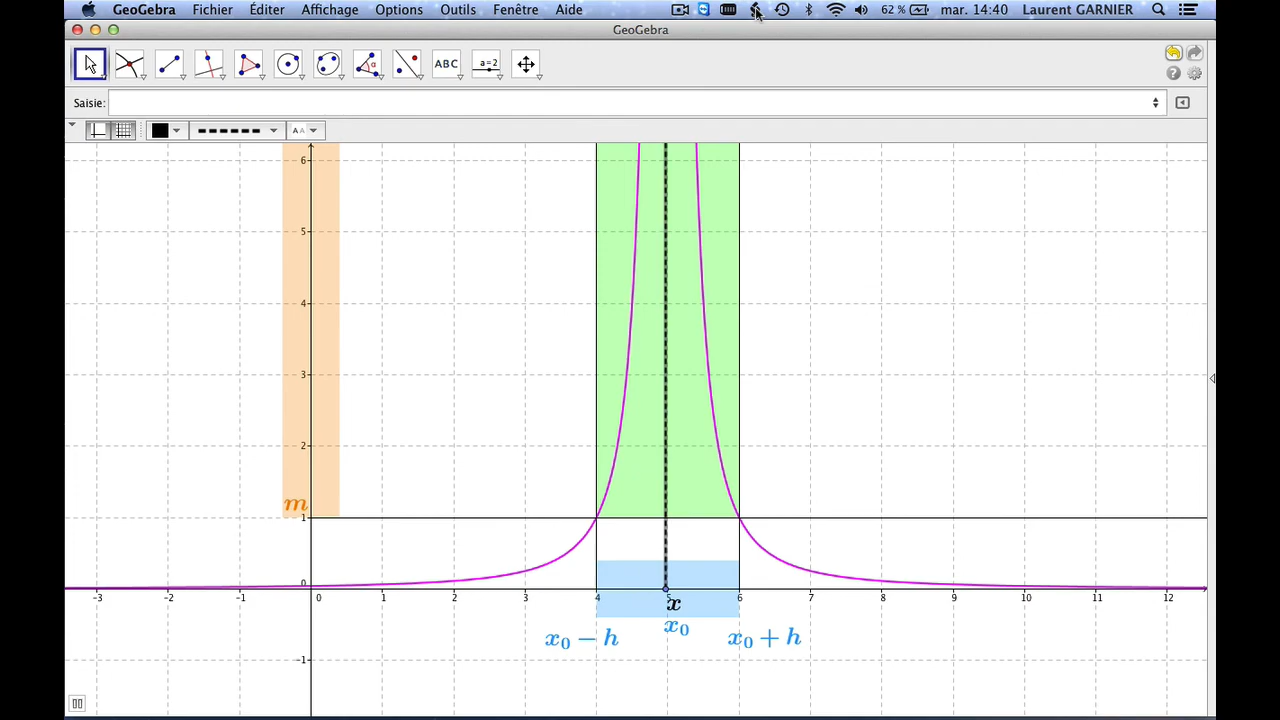 GeoGebra Fichier Éditer Affichage Options Outils Fenêtre Aide 62 % mar. 14:40 Laurent GARNIER
GeoGebra
ABC a=2
Saisie:
A A
6
5
4
3
2
m
1
0
-3 -2 -1 0 1 2 3 4 5 6 7 8 9 10 11 12
x
x₀
x₀ − h x₀ + h
-1